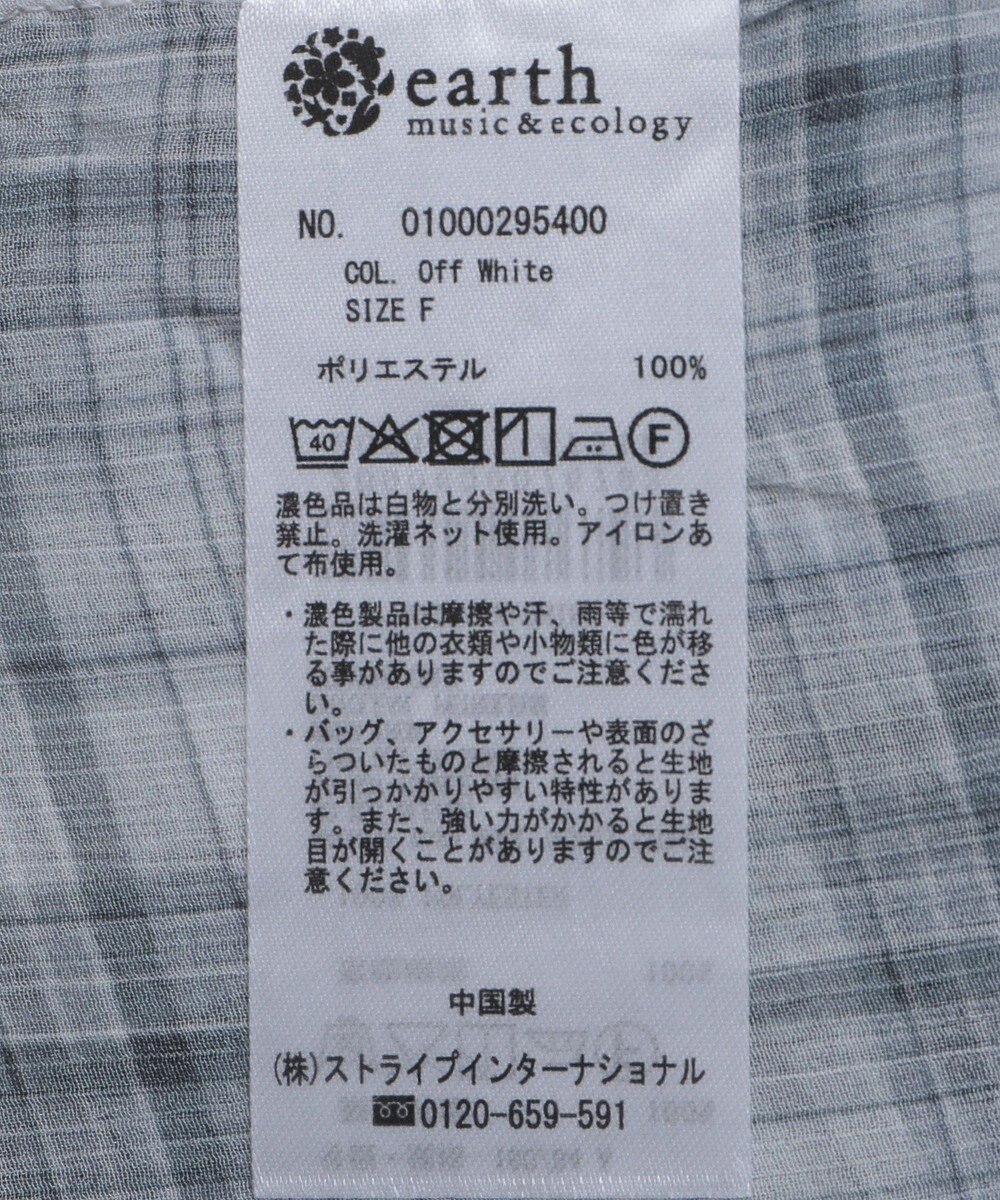 earth
music&ecology
NO. 01000295400
COL. Off White
SIZE F
ポリエステル 100%
40 F
濃色品は白物と分別洗い。つけ置き
禁止。洗濯ネット使用。アイロンあ
て布使用。
・濃色製品は摩擦や汗、雨等で濡れ
た際に他の衣類や小物類に色が移
る事がありますのでご注意くださ
い。
・バッグ、アクセサリーや表面のざ
らついたものと摩擦されると生地
が引っかかりやすい特性がありま
す。また、強い力がかかると生地
目が開くことがありますのでご注
意ください。
中国製
(株)ストライプインターナショナル
0120-659-591